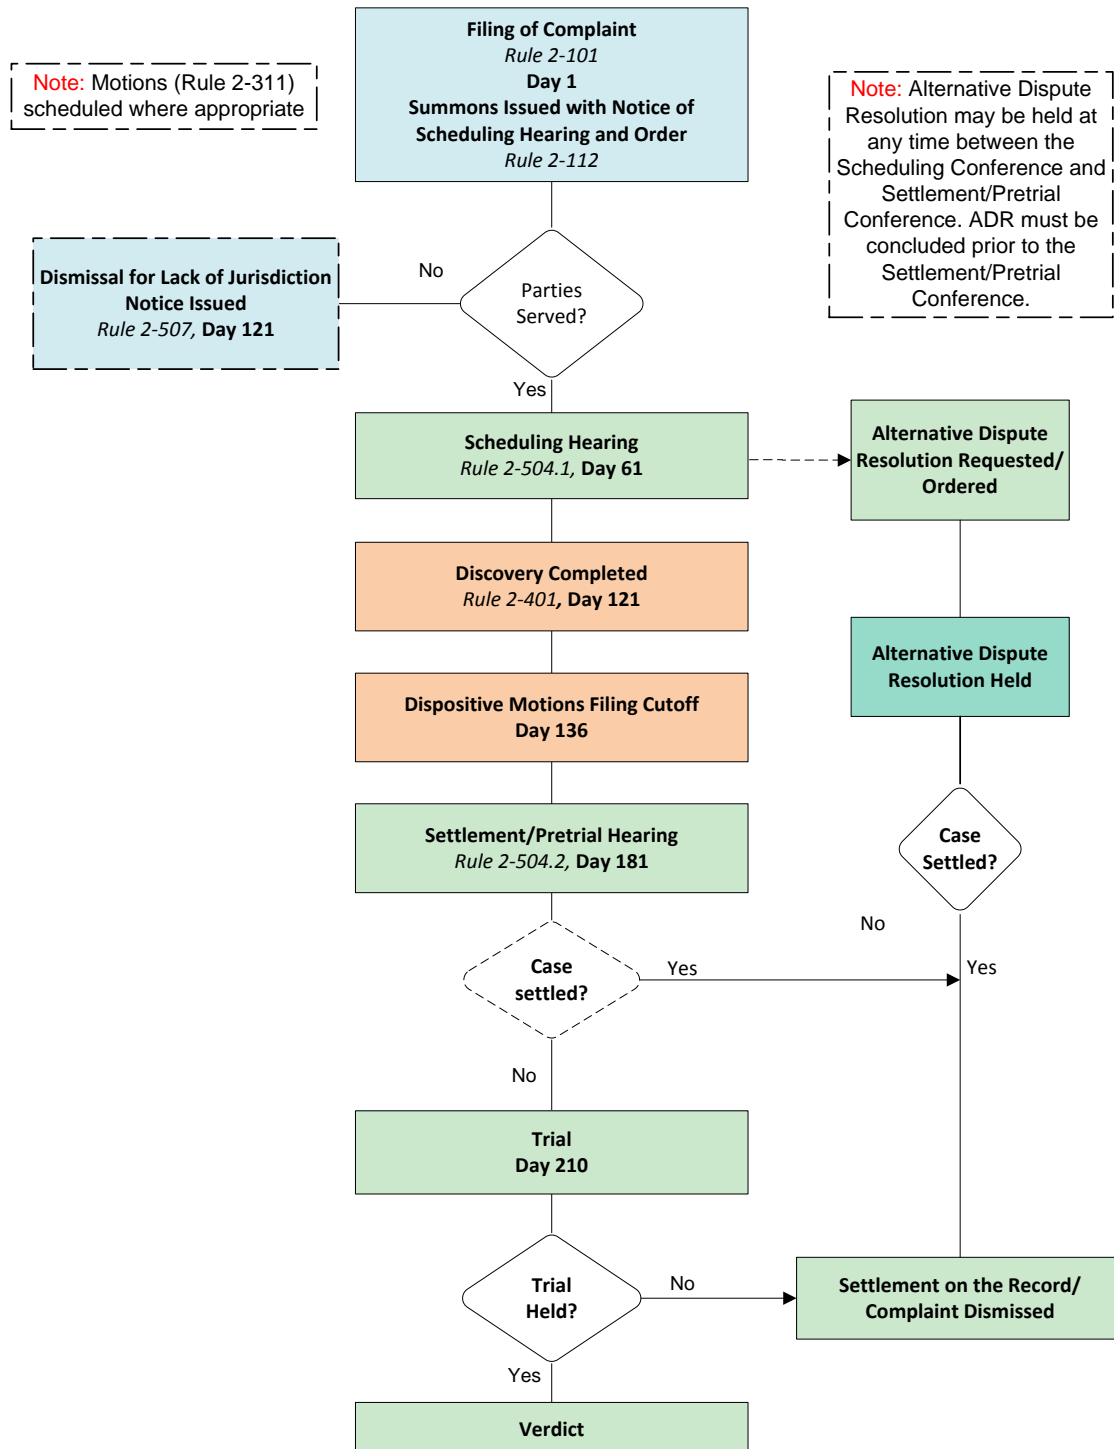 Filing of Complaint
Rule 2-101
Day 1
Summons Issued with Notice of
Scheduling Hearing and Order
Rule 2-112
Note: Motions (Rule 2-311)
scheduled where appropriate
Note: Alternative Dispute
Resolution may be held at
any time between the
Scheduling Conference and
Settlement/Pretrial
Conference. ADR must be
concluded prior to the
Settlement/Pretrial
Conference.
Dismissal for Lack of Jurisdiction
Notice Issued
Rule 2-507, Day 121
No
Parties
Served?
Yes
Scheduling Hearing
Rule 2-504.1, Day 61
Alternative Dispute
Resolution Requested/
Ordered
Discovery Completed
Rule 2-401, Day 121
Alternative Dispute
Resolution Held
Dispositive Motions Filing Cutoff
Day 136
Settlement/Pretrial Hearing
Rule 2-504.2, Day 181
Case
Settled?
No
Yes
Case
settled?
Yes
No
Trial
Day 210
Trial
Held?
No
Settlement on the Record/
Complaint Dismissed
Yes
Verdict